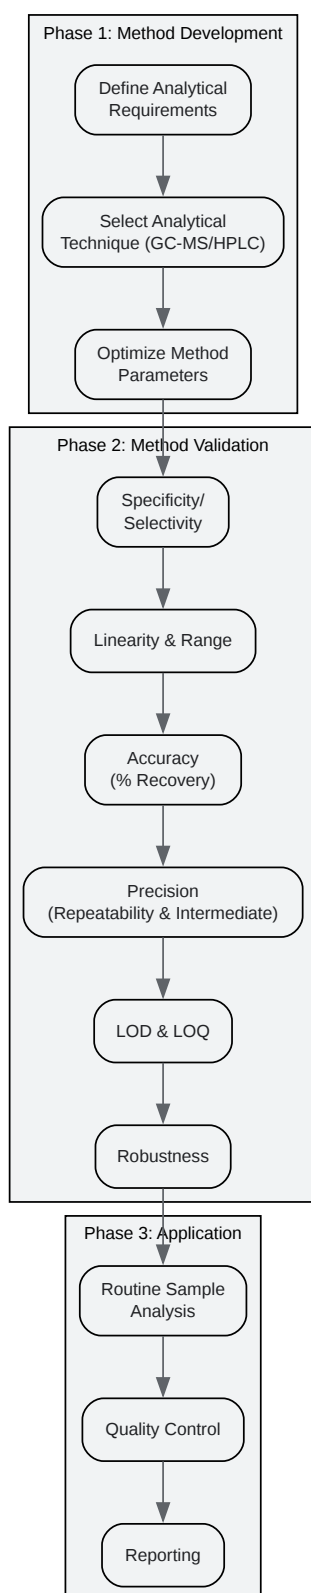 Phase 1: Method Development
Define Analytical
Requirements
Select Analytical
Technique (GC-MS/HPLC)
Optimize Method
Parameters
Phase 2: Method Validation
Specificity/
Selectivity
Linearity & Range
Accuracy
(% Recovery)
Precision
(Repeatability & Intermediate)
LOD & LOQ
Robustness
Phase 3: Application
Routine Sample
Analysis
Quality Control
Reporting